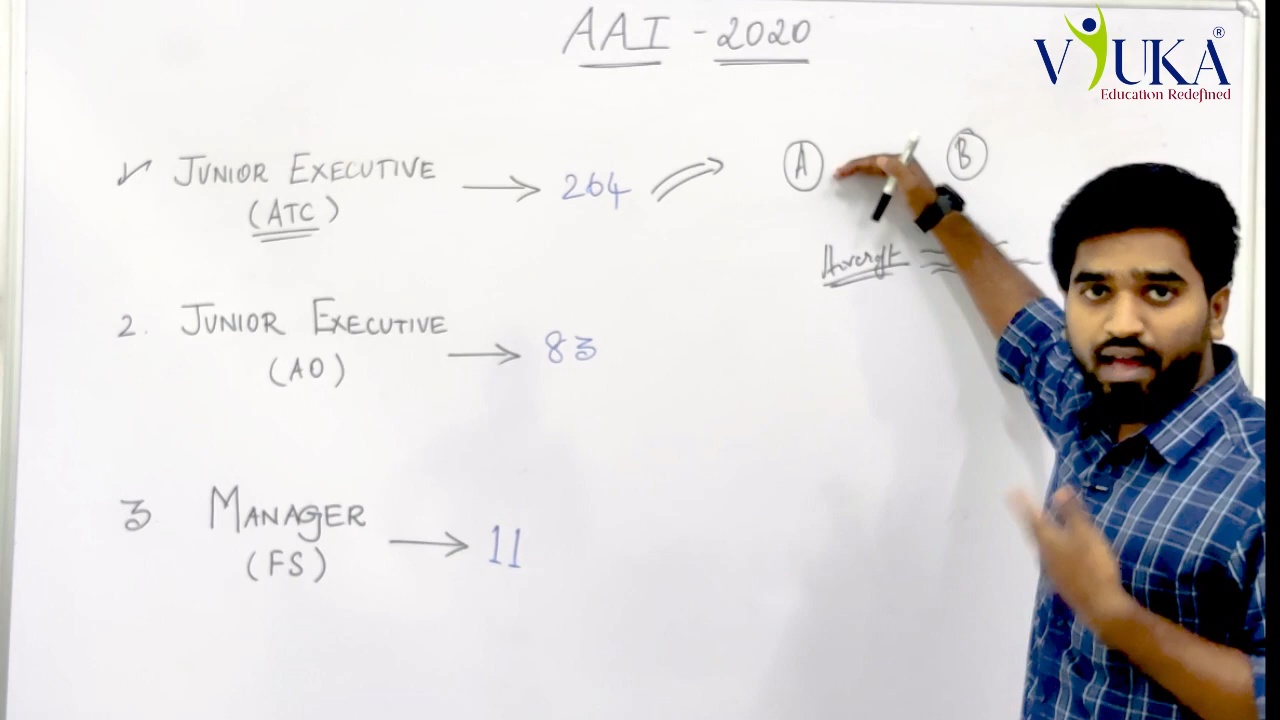 AAI - 2020
VYUKA®
Education Redefined
✓ JUNIOR EXECUTIVE → 264
(ATC)
A B
Aircraft
2. JUNIOR EXECUTIVE → 83
(AO)
3 MANAGER → 11
(FS)